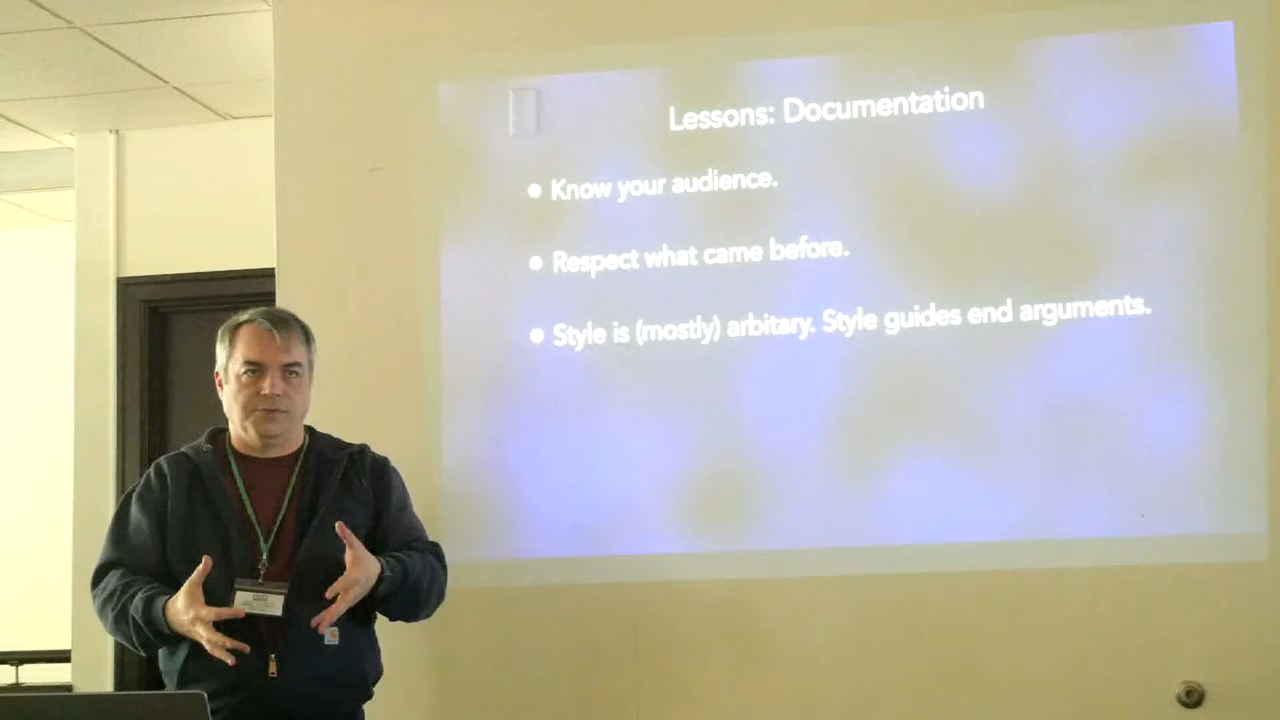 Lessons: Documentation
• Know your audience.
• Respect what came before.
• Style is (mostly) arbitary. Style guides end arguments.